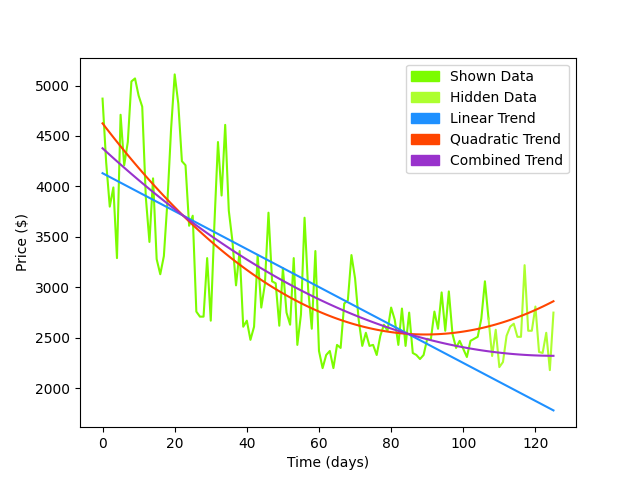 Shown Data
Hidden Data
Linear Trend
Quadratic Trend
Combined Trend
5000
4500
4000
3500
3000
2500
2000
Price ($)
0 20 40 60 80 100 120
Time (days)